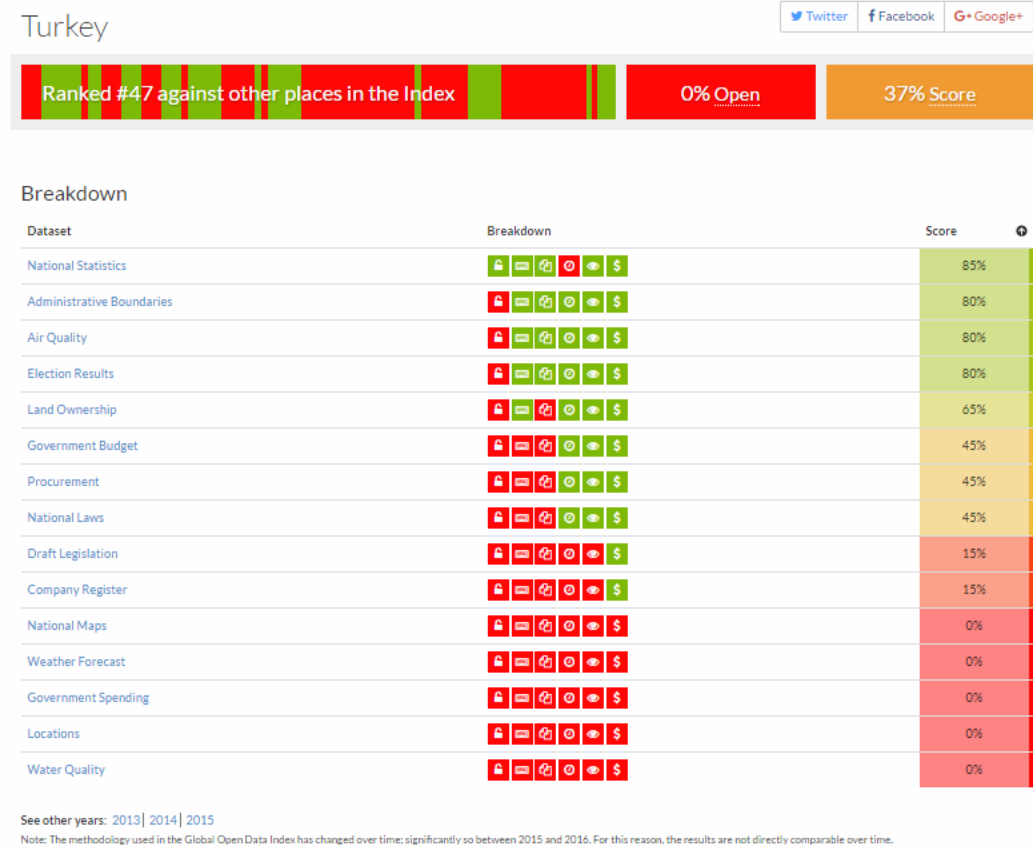 Turkey
Twitter
Facebook
G+ Google+
Ranked #47 against other places in the Index
0% Open
37% Score
Breakdown
Dataset Breakdown Score
National Statistics $ 85%
Administrative Boundaries $ 80%
Air Quality $ 80%
Election Results $ 80%
Land Ownership $ 65%
Government Budget $ 45%
Procurement $ 45%
National Laws $ 45%
Draft Legislation $ 15%
Company Register $ 15%
National Maps $ 0%
Weather Forecast $ 0%
Government Spending $ 0%
Locations $ 0%
Water Quality $ 0%
See other years: 2013| 2014| 2015
Note: The methodology used in the Global Open Data Index has changed over time; significantly so between 2015 and 2016. For this reason, the results are not directly comparable over time.